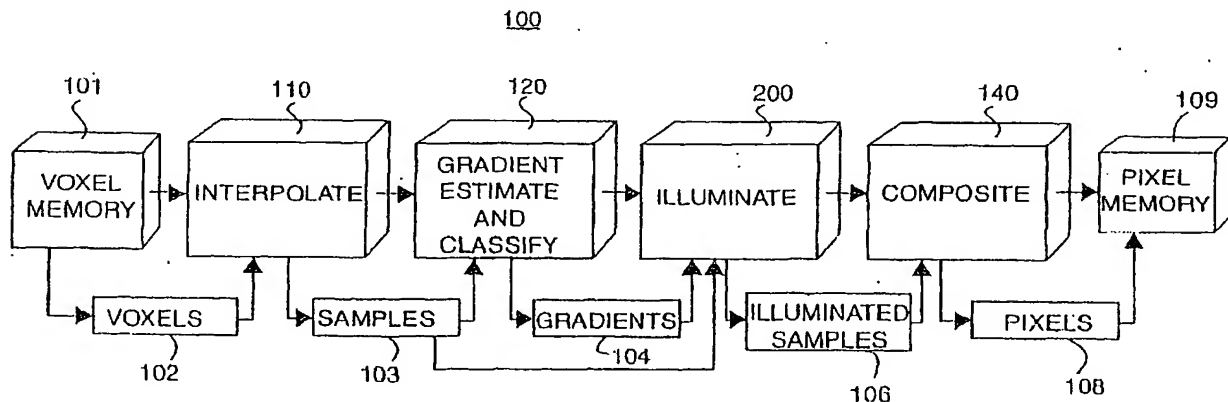 100
101
110
120
200
140
109
VOXEL
MEMORY
INTERPOLATE
GRADIENT
ESTIMATE
AND
CLASSIFY
ILLUMINATE
COMPOSITE
PIXEL
MEMORY
VOXELS
SAMPLES
GRADIENTS
ILLUMINATED
SAMPLES
PIXELS
102
103
104
106
108